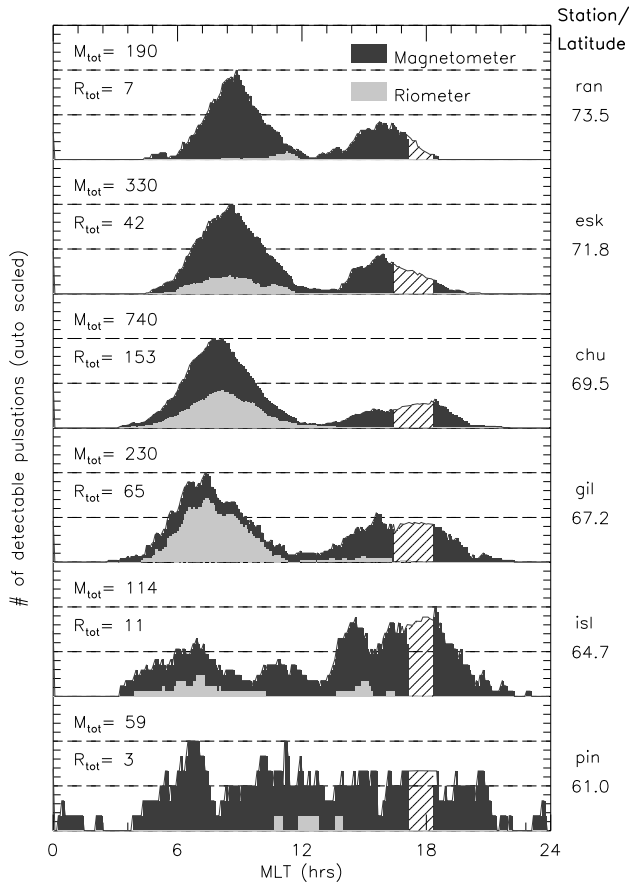 Station/
Latitude
M_tot= 190
Magnetometer
R_tot= 7
Riometer
ran
73.5
M_tot= 330
R_tot= 42
esk
71.8
M_tot= 740
R_tot= 153
chu
69.5
M_tot= 230
R_tot= 65
gil
67.2
M_tot= 114
R_tot= 11
isl
64.7
M_tot= 59
R_tot= 3
pin
61.0
# of detectable pulsations (auto scaled)
0 6 12 18 24
MLT (hrs)